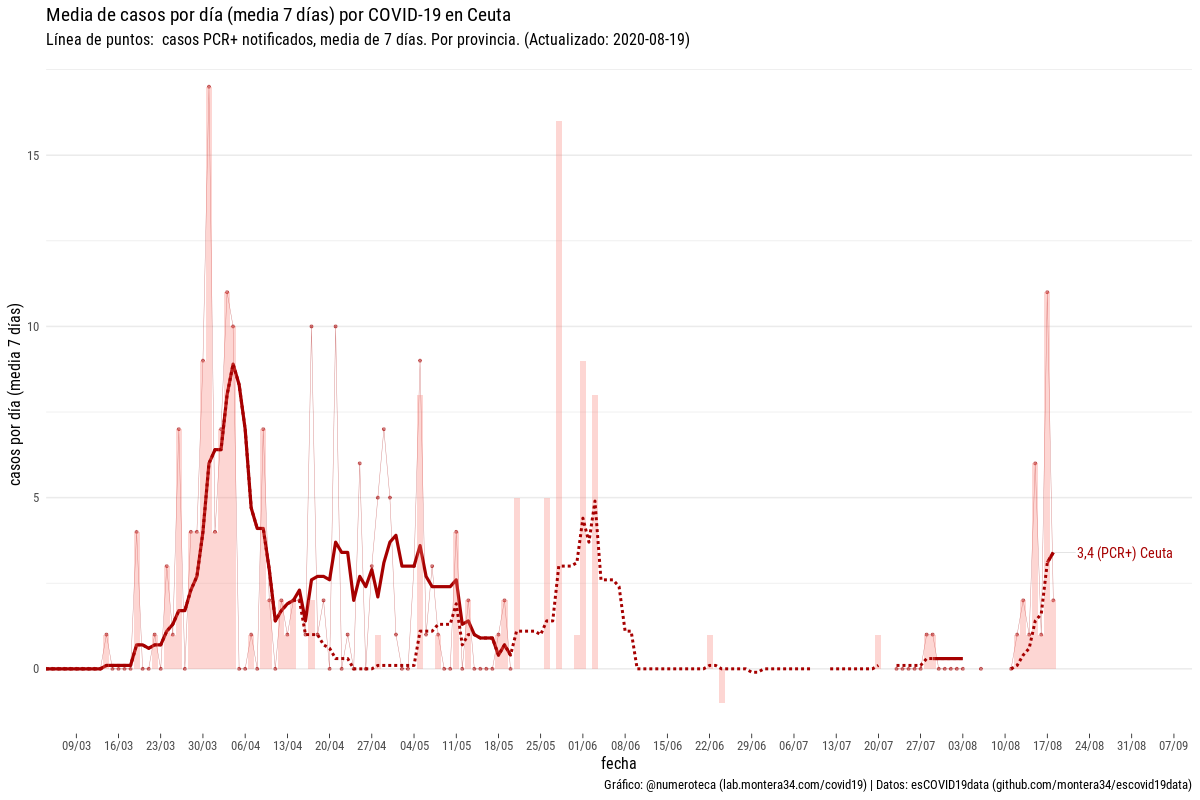 Media de casos por día (media 7 días) por COVID-19 en Ceuta
Línea de puntos:  casos PCR+ notificados, media de 7 días. Por provincia. (Actualizado: 2020-08-19)
casos por día (media 7 días)
15
10
5
0
3,4 (PCR+) Ceuta
09/03 16/03 23/03 30/03 06/04 13/04 20/04 27/04 04/05 11/05 18/05 25/05 01/06 08/06 15/06 22/06 29/06 06/07 13/07 20/07 27/07 03/08 10/08 17/08 24/08 31/08 07/09
fecha
Gráfico: @numeroteca (lab.montera34.com/covid19) | Datos: esCOVID19data (github.com/montera34/escovid19data)